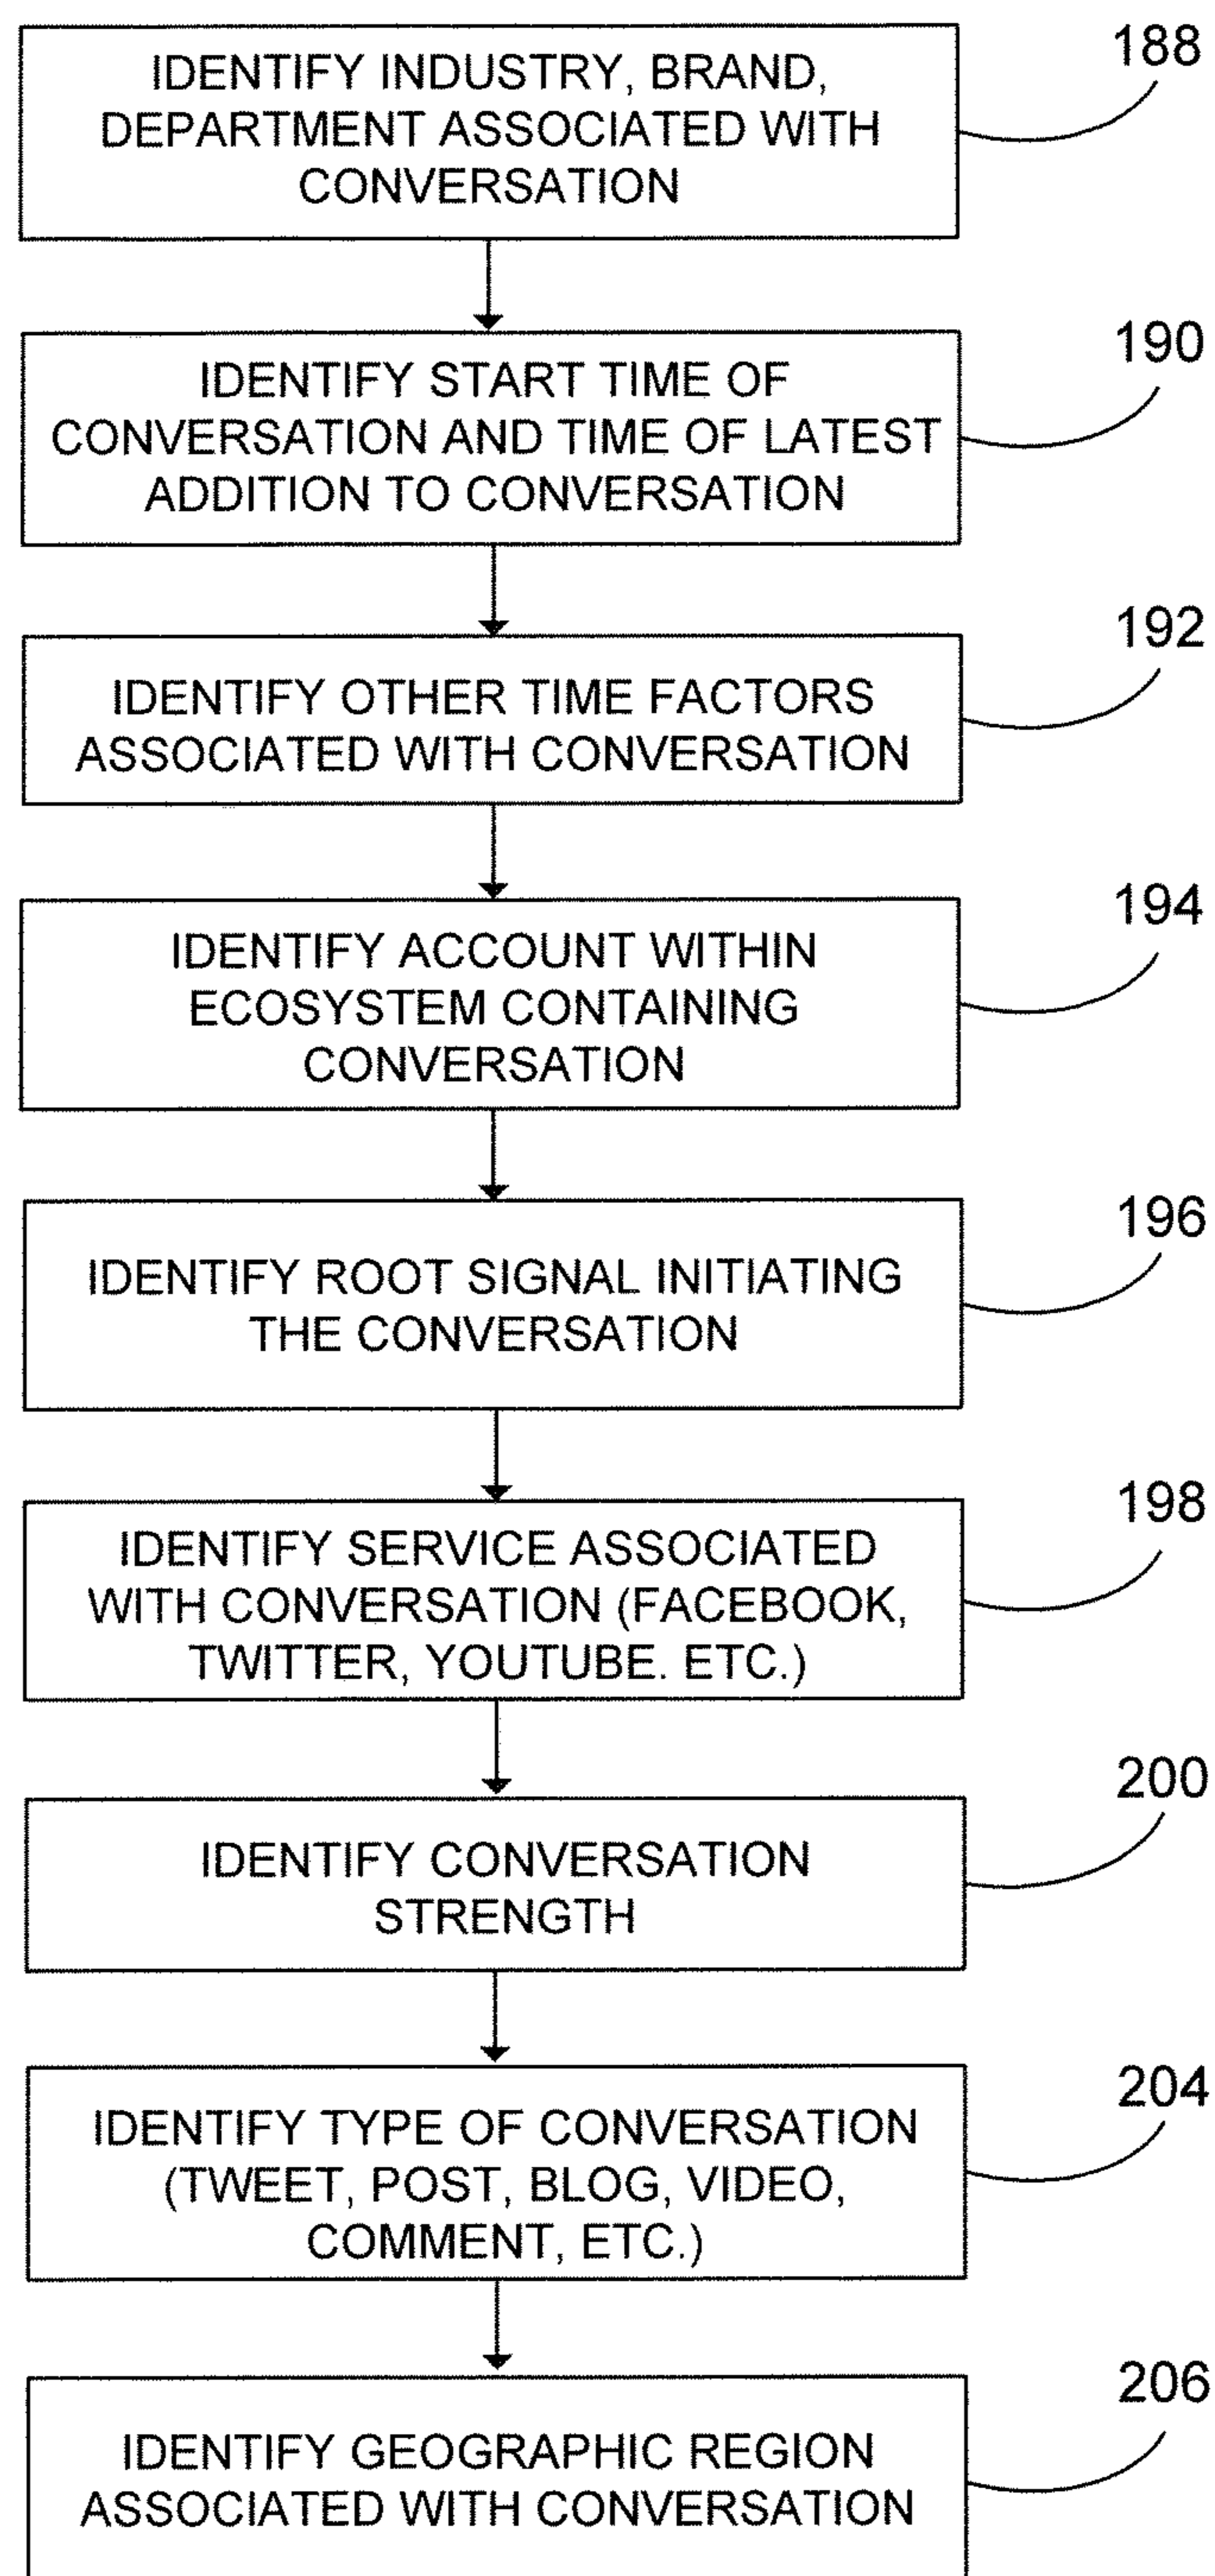 188
IDENTIFY INDUSTRY, BRAND,
DEPARTMENT ASSOCIATED WITH
CONVERSATION
190
IDENTIFY START TIME OF
CONVERSATION AND TIME OF LATEST
ADDITION TO CONVERSATION
192
IDENTIFY OTHER TIME FACTORS
ASSOCIATED WITH CONVERSATION
194
IDENTIFY ACCOUNT WITHIN
ECOSYSTEM CONTAINING
CONVERSATION
196
IDENTIFY ROOT SIGNAL INITIATING
THE CONVERSATION
198
IDENTIFY SERVICE ASSOCIATED
WITH CONVERSATION (FACEBOOK,
TWITTER, YOUTUBE. ETC.)
200
IDENTIFY CONVERSATION
STRENGTH
204
IDENTIFY TYPE OF CONVERSATION
(TWEET, POST, BLOG, VIDEO,
COMMENT, ETC.)
206
IDENTIFY GEOGRAPHIC REGION
ASSOCIATED WITH CONVERSATION